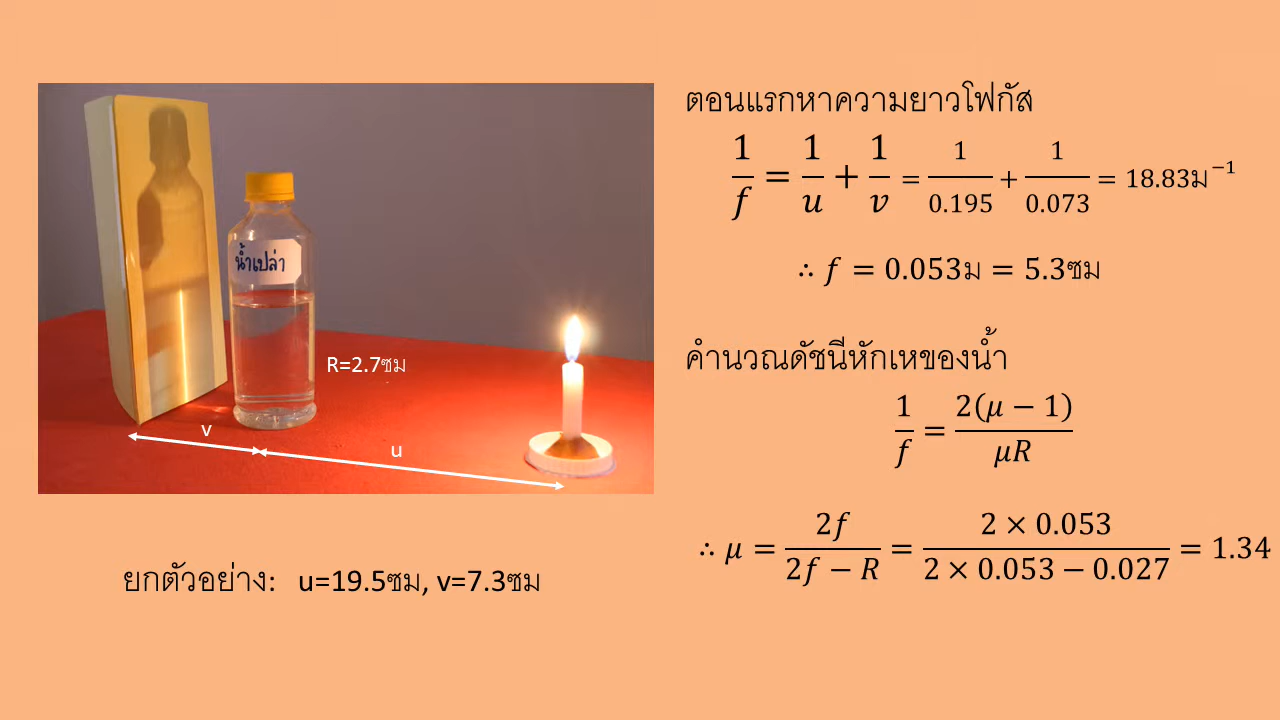 น้ำเปล่า
R=2.7ซม
v
u
ยกตัวอย่าง: u=19.5ซม, v=7.3ซม
ตอนแรกหาความยาวโฟกัส
1/f = 1/u + 1/v = 1/0.195 + 1/0.073 = 18.83ม⁻¹
∴ f = 0.053ม = 5.3ซม
คำนวณดัชนีหักเหของน้ำ
1/f = 2(μ − 1)/μR
∴ μ = 2f/(2f − R) = (2 × 0.053)/(2 × 0.053 − 0.027) = 1.34